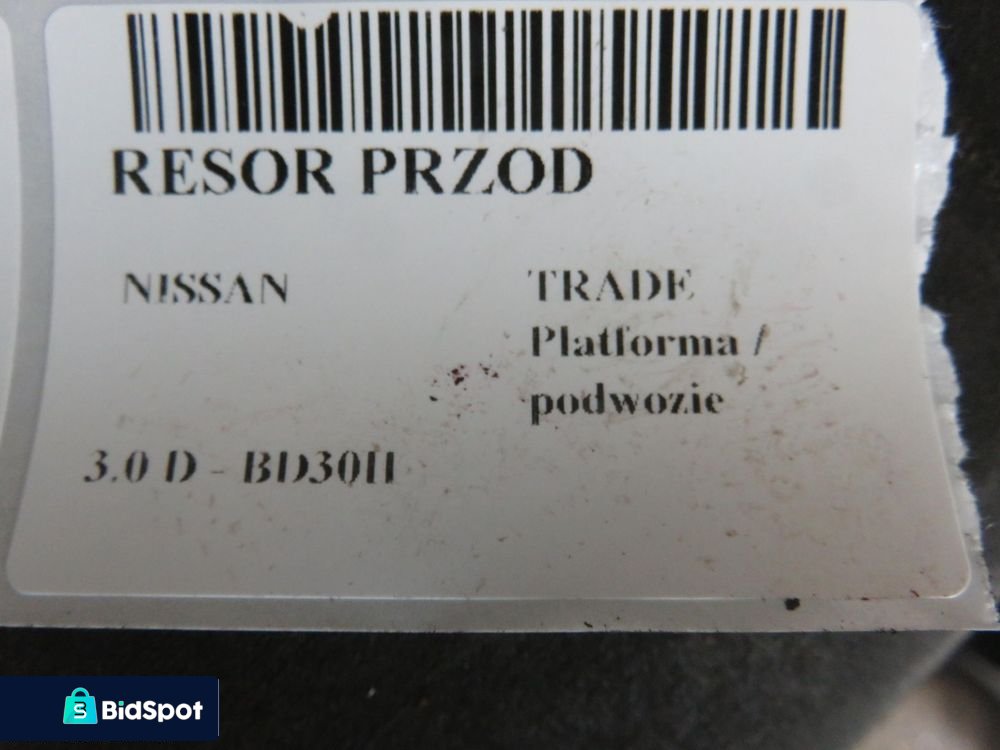 RESOR PRZOD
NISSAN
TRADE
Platforma /
podwozie
3.0 D - BD30II
BidSpot